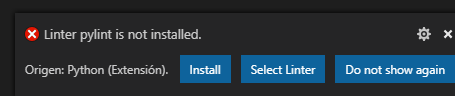 Linter pylint is not installed.
Origen: Python (Extensión). Install Select Linter Do not show again